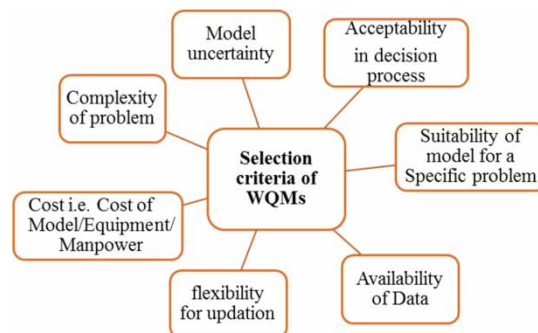 Model
uncertainty
Acceptability
in decision
process
Complexity
of problem
Selection
criteria of
WQMs
Suitability of
model for a
Specific problem
Cost i.e. Cost of
Model/Equipment/
Manpower
flexibility
for updation
Availability
of Data